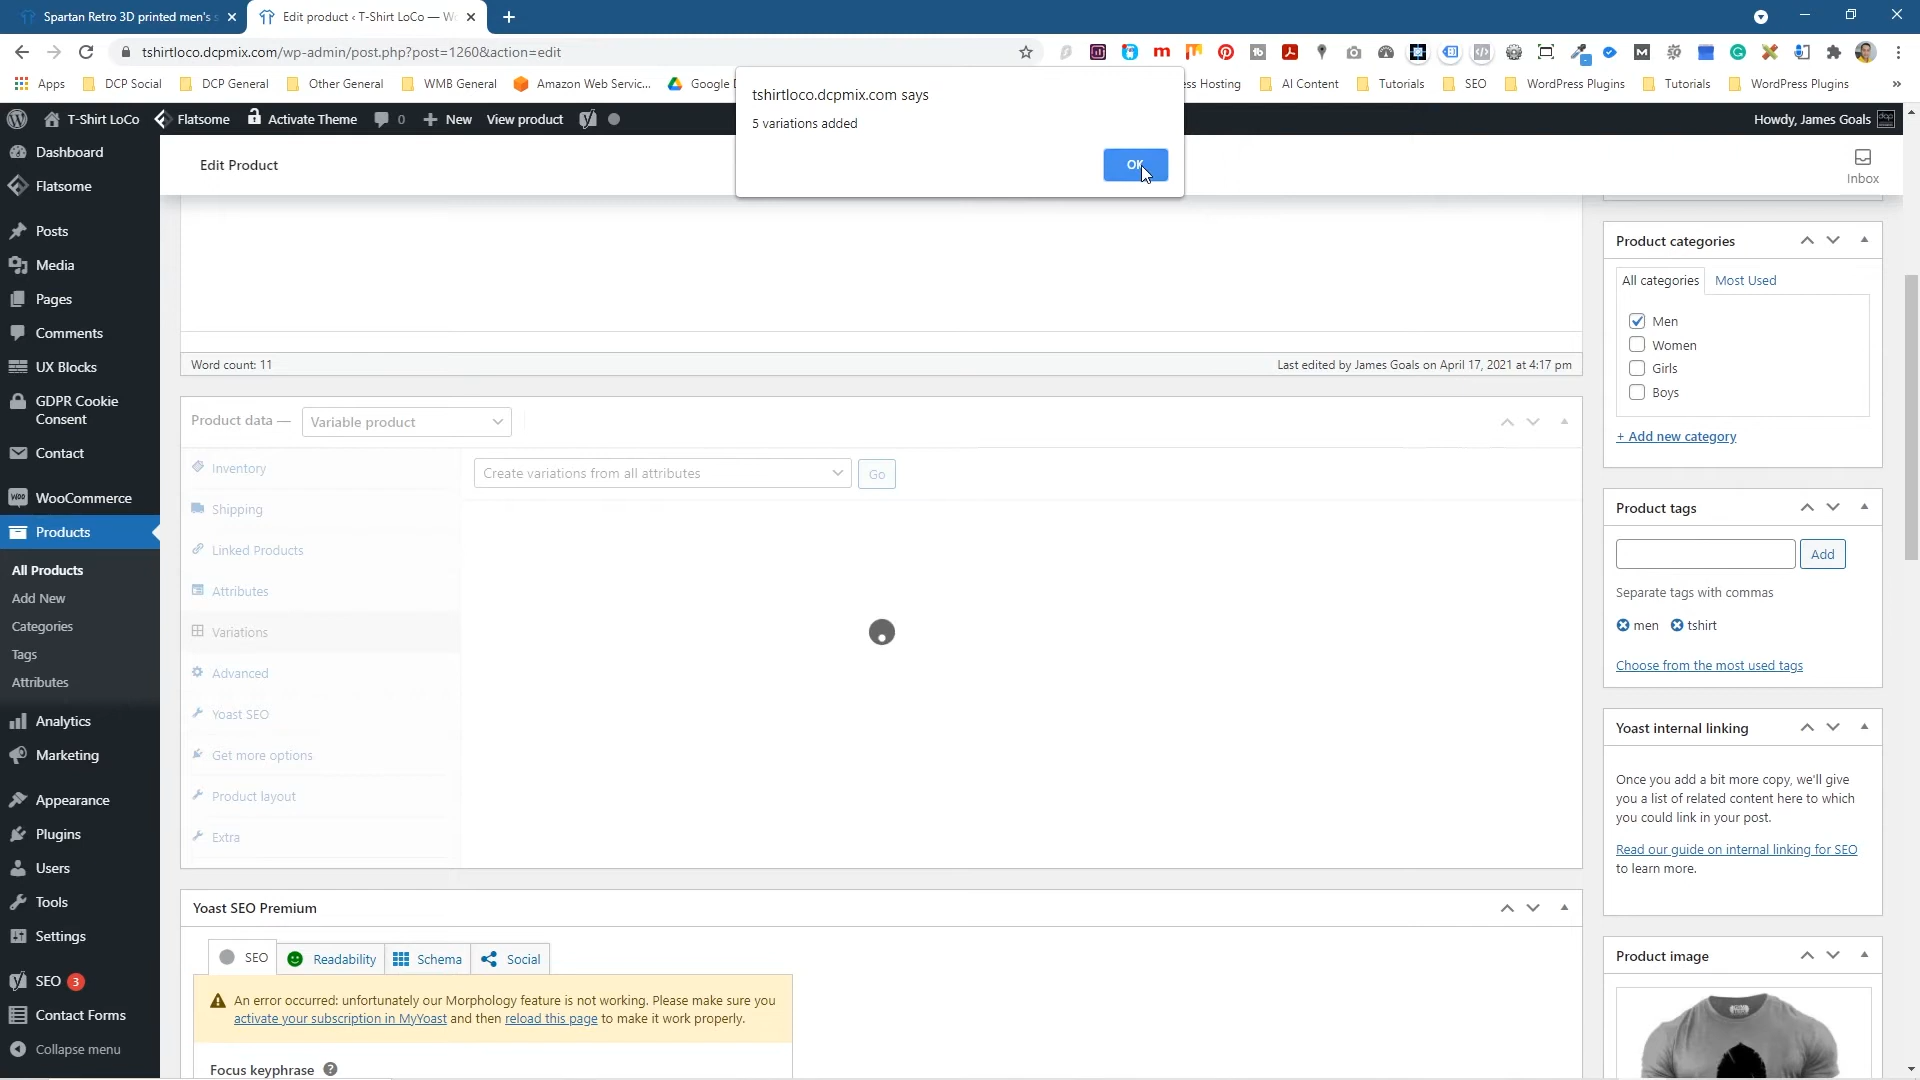 Spartan Retro 3D printed men's s
Edit product ‹ T-Shirt LoCo — Wo
tshirtloco.dcpmix.com/wp-admin/post.php?post=1260&action=edit
Apps
DCP Social
DCP General
Other General
WMB General
Amazon Web Servic...
Google
ess Hosting
AI Content
Tutorials
SEO
WordPress Plugins
Tutorials
WordPress Plugins
»
tshirtloco.dcpmix.com says
5 variations added
OK
T-Shirt LoCo
Flatsome
Activate Theme
0
New
View product
Howdy, James Goals
Dashboard
Flatsome
Posts
Media
Pages
Comments
UX Blocks
GDPR Cookie
Consent
Contact
WooCommerce
Products
All Products
Add New
Categories
Tags
Attributes
Analytics
Marketing
Appearance
Plugins
Users
Tools
Settings
SEO 3
Contact Forms
Collapse menu
Edit Product
Inbox
Word count: 11
Last edited by James Goals on April 17, 2021 at 4:17 pm
Product data —
Variable product
Inventory
Shipping
Linked Products
Attributes
Variations
Advanced
Yoast SEO
Get more options
Product layout
Extra
Create variations from all attributes
Go
Yoast SEO Premium
SEO
Readability
Schema
Social
An error occurred: unfortunately our Morphology feature is not working. Please make sure you
activate your subscription in MyYoast and then reload this page to make it work properly.
Focus keyphrase
Product categories
All categories
Most Used
Men
Women
Girls
Boys
+ Add new category
Product tags
Add
Separate tags with commas
men
tshirt
Choose from the most used tags
Yoast internal linking
Once you add a bit more copy, we'll give
you a list of related content here to which
you could link in your post.
Read our guide on internal linking for SEO
to learn more.
Product image